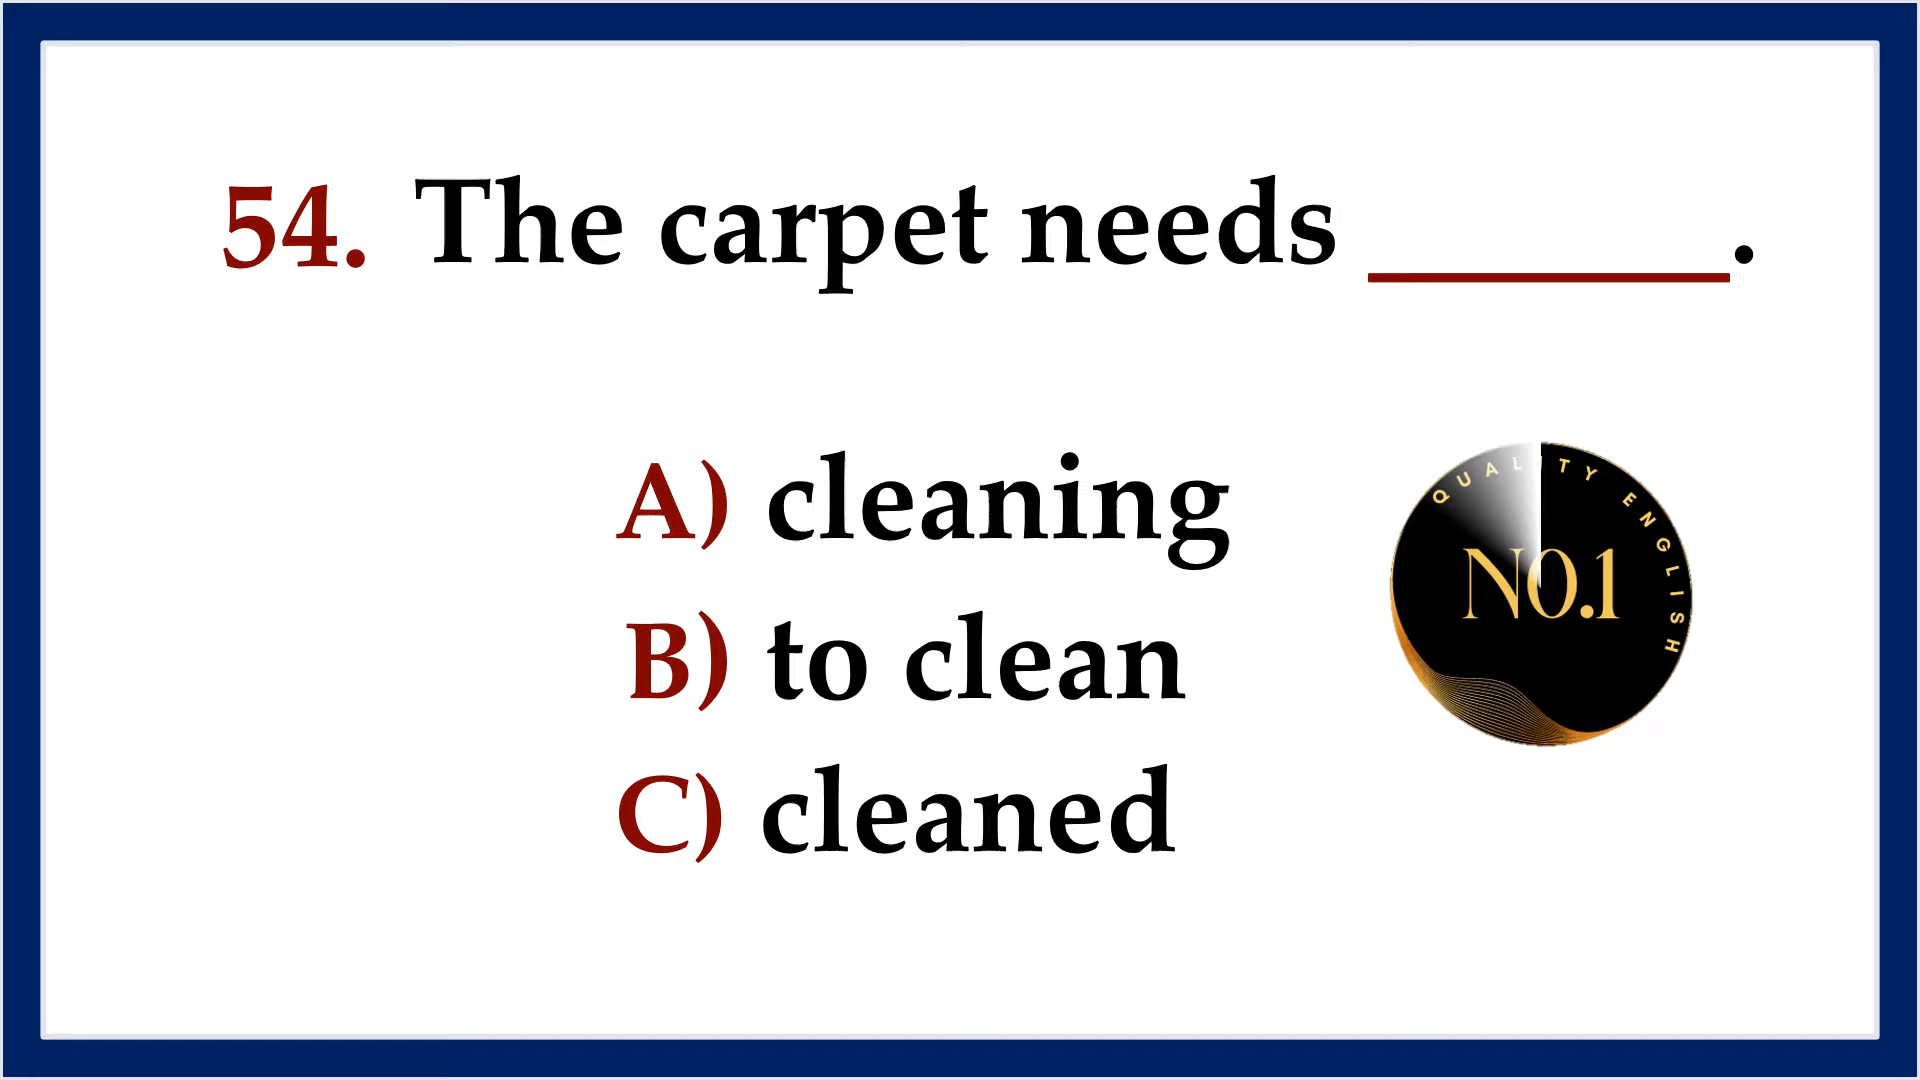 54. The carpet needs ______.
A) cleaning
B) to clean
C) cleaned
QUALITY ENGLISH
NO.1